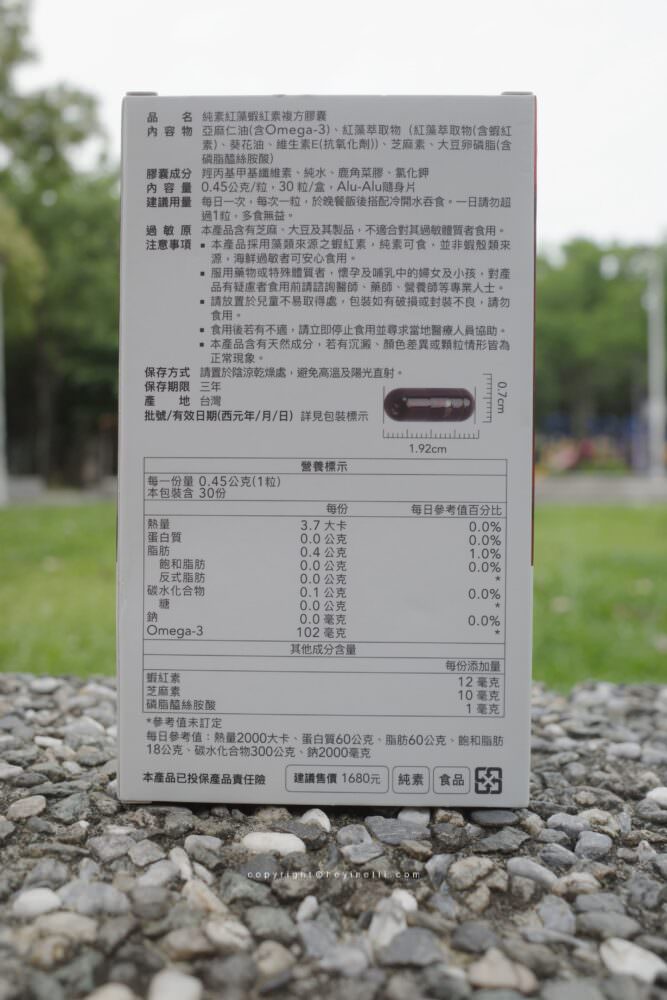 品　名 純素紅藻蝦紅素複方膠囊
內 容 物 亞麻仁油(含Omega-3)、紅藻萃取物 (紅藻萃取物(含蝦紅
素)、葵花油、維生素E(抗氧化劑))、芝麻素、大豆卵磷脂(含
磷脂醯絲胺酸)
膠囊成分 羥丙基甲基纖維素、純水、鹿角菜膠、氯化鉀
內 容 量 0.45公克/粒，30 粒/盒，Alu-Alu隨身片
建議用量 每日一次，每次一粒，於晚餐飯後搭配冷開水吞食。一日請勿超
過1粒，多食無益。
過 敏 原 本產品含有芝麻、大豆及其製品，不適合對其過敏體質者食用。
注意事項 ▪ 本產品採用藻類來源之蝦紅素，純素可食，並非蝦殼類來
源，海鮮過敏者可安心食用。
▪ 服用藥物或特殊體質者，懷孕及哺乳中的婦女及小孩，對產
品有疑慮者食用前請諮詢醫師、藥師、營養師等專業人士。
▪ 請放置於兒童不易取得處，包裝如有破損或封裝不良，請勿
食用。
▪ 食用後若有不適，請立即停止食用並尋求當地醫療人員協助。
▪ 本產品含有天然成分，若有沉澱、顏色差異或顆粒情形皆為
正常現象。
保存方式 請置於陰涼乾燥處，避免高溫及陽光直射。
保存期限 三年
產　地 台灣
批號/有效日期(西元年/月/日) 詳見包裝標示
0.7cm
1.92cm
營養標示
每一份量 0.45公克(1粒)
本包裝含 30份
每份 每日參考值百分比
熱量 3.7 大卡 0.0%
蛋白質 0.0 公克 0.0%
脂肪 0.4 公克 1.0%
飽和脂肪 0.0 公克 0.0%
反式脂肪 0.0 公克 *
碳水化合物 0.1 公克 0.0%
糖 0.0 公克 *
鈉 0.0 毫克 0.0%
Omega-3 102 毫克 *
其他成分含量
每份添加量
蝦紅素 12 毫克
芝麻素 10 毫克
磷脂醯絲胺酸 1 毫克
*參考值未訂定
每日參考值：熱量2000大卡、蛋白質60公克、脂肪60公克、飽和脂肪
18公克、碳水化合物300公克、鈉2000毫克
本產品已投保產品責任險 建議售價 1680元 純素 食品
copyright©heyinelli.com